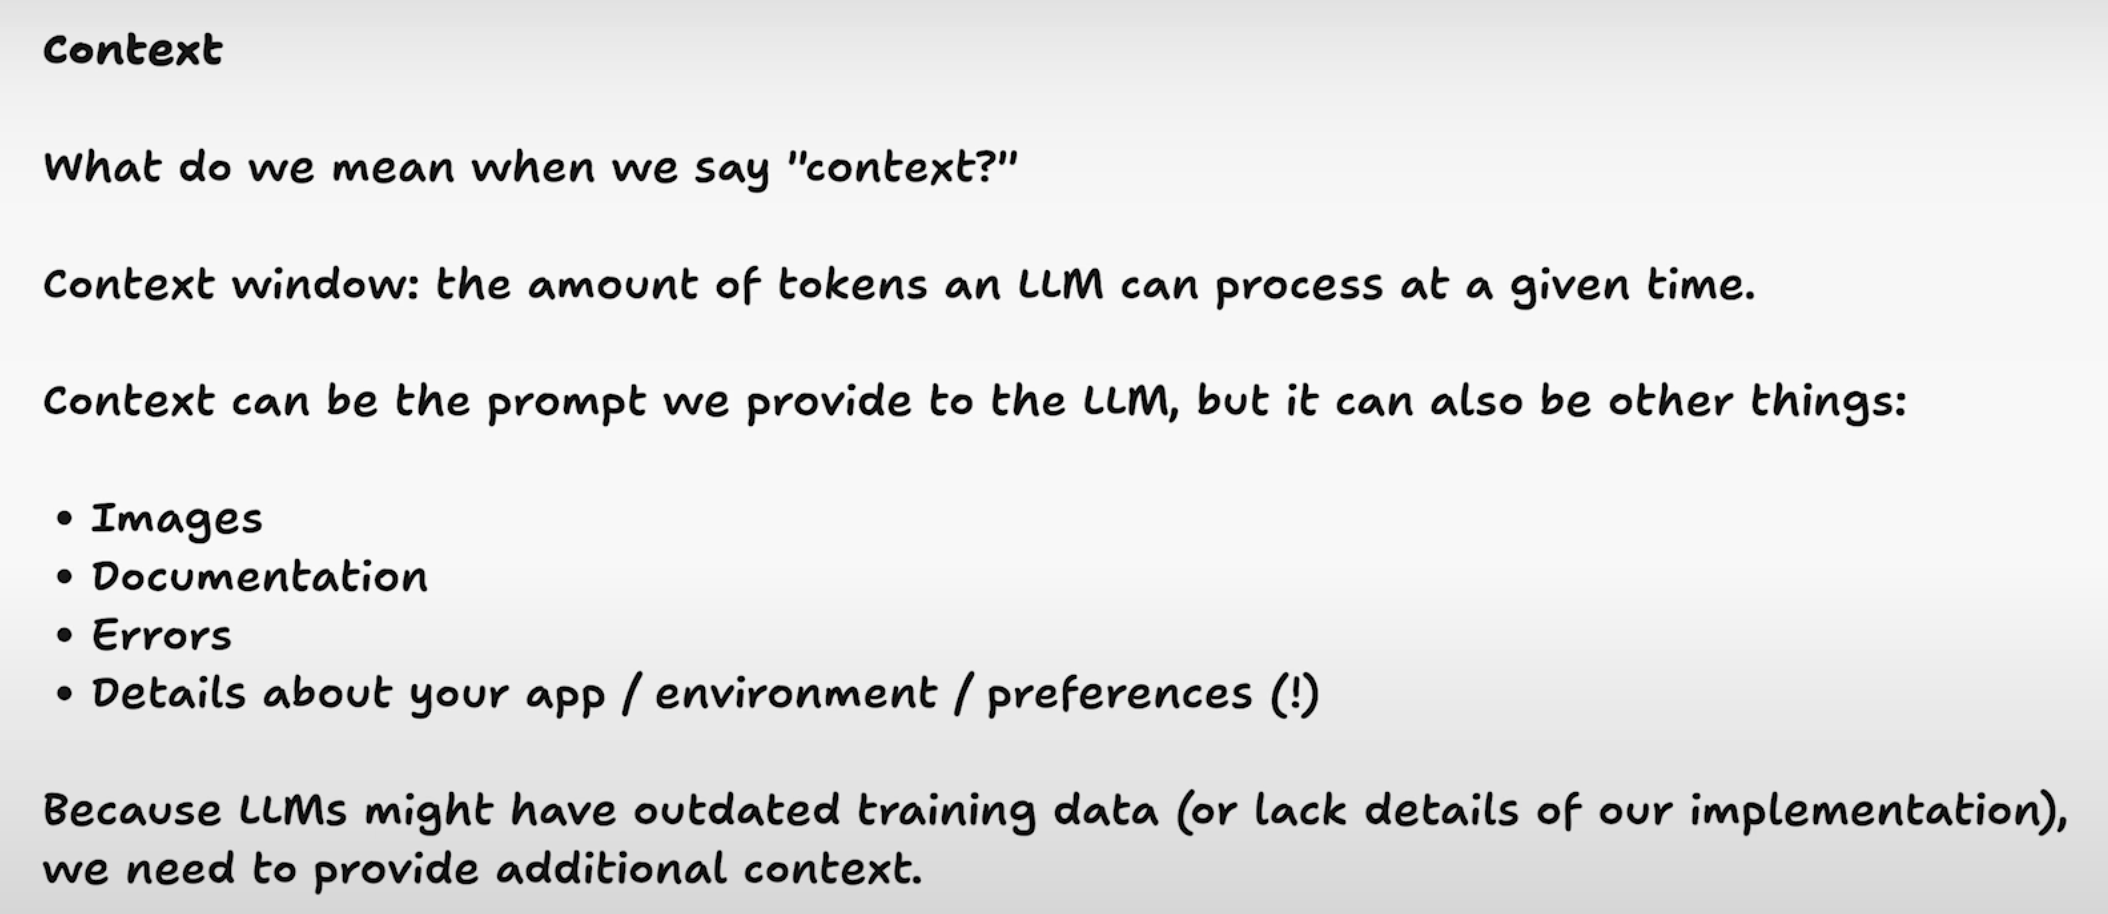 Context
What do we mean when we say "context?"
Context window: the amount of tokens an LLM can process at a given time.
Context can be the prompt we provide to the LLM, but it can also be other things:
• Images
• Documentation
• Errors
• Details about your app / environment / preferences (!)
Because LLMs might have outdated training data (or lack details of our implementation),
we need to provide additional context.